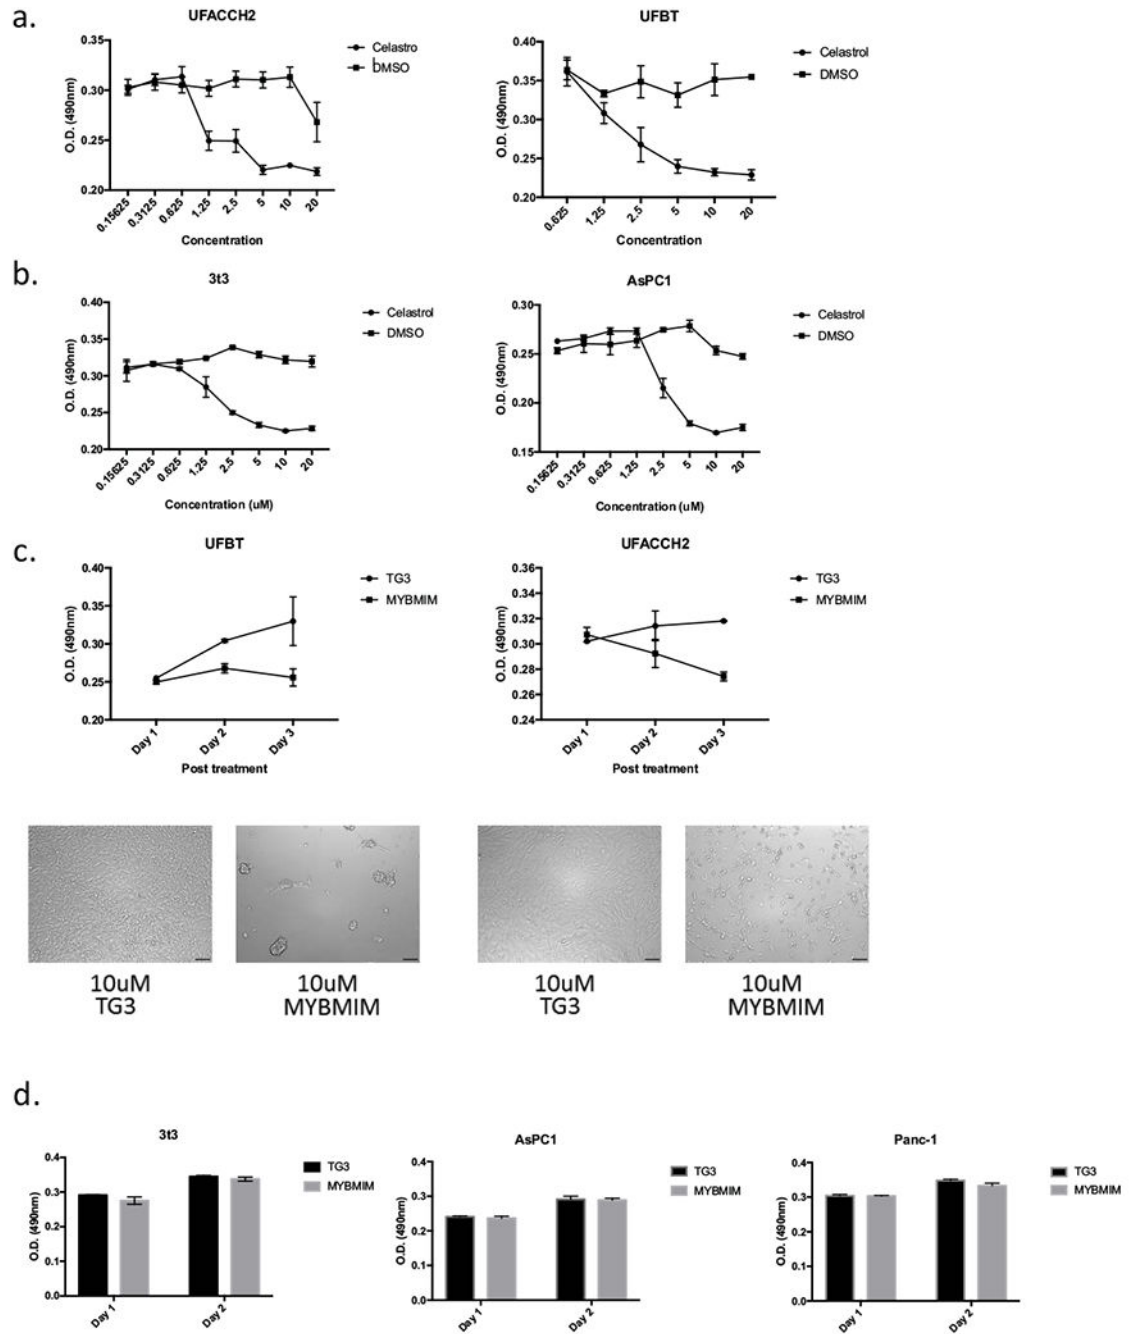 a.
UFACCH2
0.35
0.30
0.25
0.20
O.D. (490nm)
0.15625
0.3125
0.625
1.25
2.5
5
10
20
Concentration
Celastro
DMSO
UFBT
0.40
0.35
0.30
0.25
0.20
O.D. (490nm)
0.625
1.25
2.5
5
10
20
Concentration
Celastrol
DMSO
b.
3t3
0.40
0.35
0.30
0.25
0.20
O.D. (490nm)
0.15625
0.3125
0.625
1.25
2.5
5
10
20
Concentration (uM)
Celastrol
DMSO
AsPC1
0.30
0.25
0.20
0.15
O.D. (490nm)
0.15625
0.3125
0.625
1.25
2.5
5
10
20
Concentration (uM)
Celastrol
DMSO
c.
UFBT
0.40
0.35
0.30
0.25
0.20
O.D. (490nm)
Day 1
Day 2
Day 3
Post treatment
TG3
MYBMIM
UFACCH2
0.36
0.34
0.32
0.30
0.28
0.26
0.24
O.D. (490nm)
Day 1
Day 2
Day 3
Post treatment
TG3
MYBMIM
10uM
TG3
10uM
MYBMIM
10uM
TG3
10uM
MYBMIM
d.
3t3
0.4
0.3
0.2
0.1
0.0
O.D. (490nm)
Day 1
Day 2
TG3
MYBMIM
AsPC1
0.4
0.3
0.2
0.1
0.0
O.D. (490nm)
Day 1
Day 2
TG3
MYBMIM
Panc-1
0.4
0.3
0.2
0.1
0.0
O.D. (490nm)
Day 1
Day 2
TG3
MYBMIM